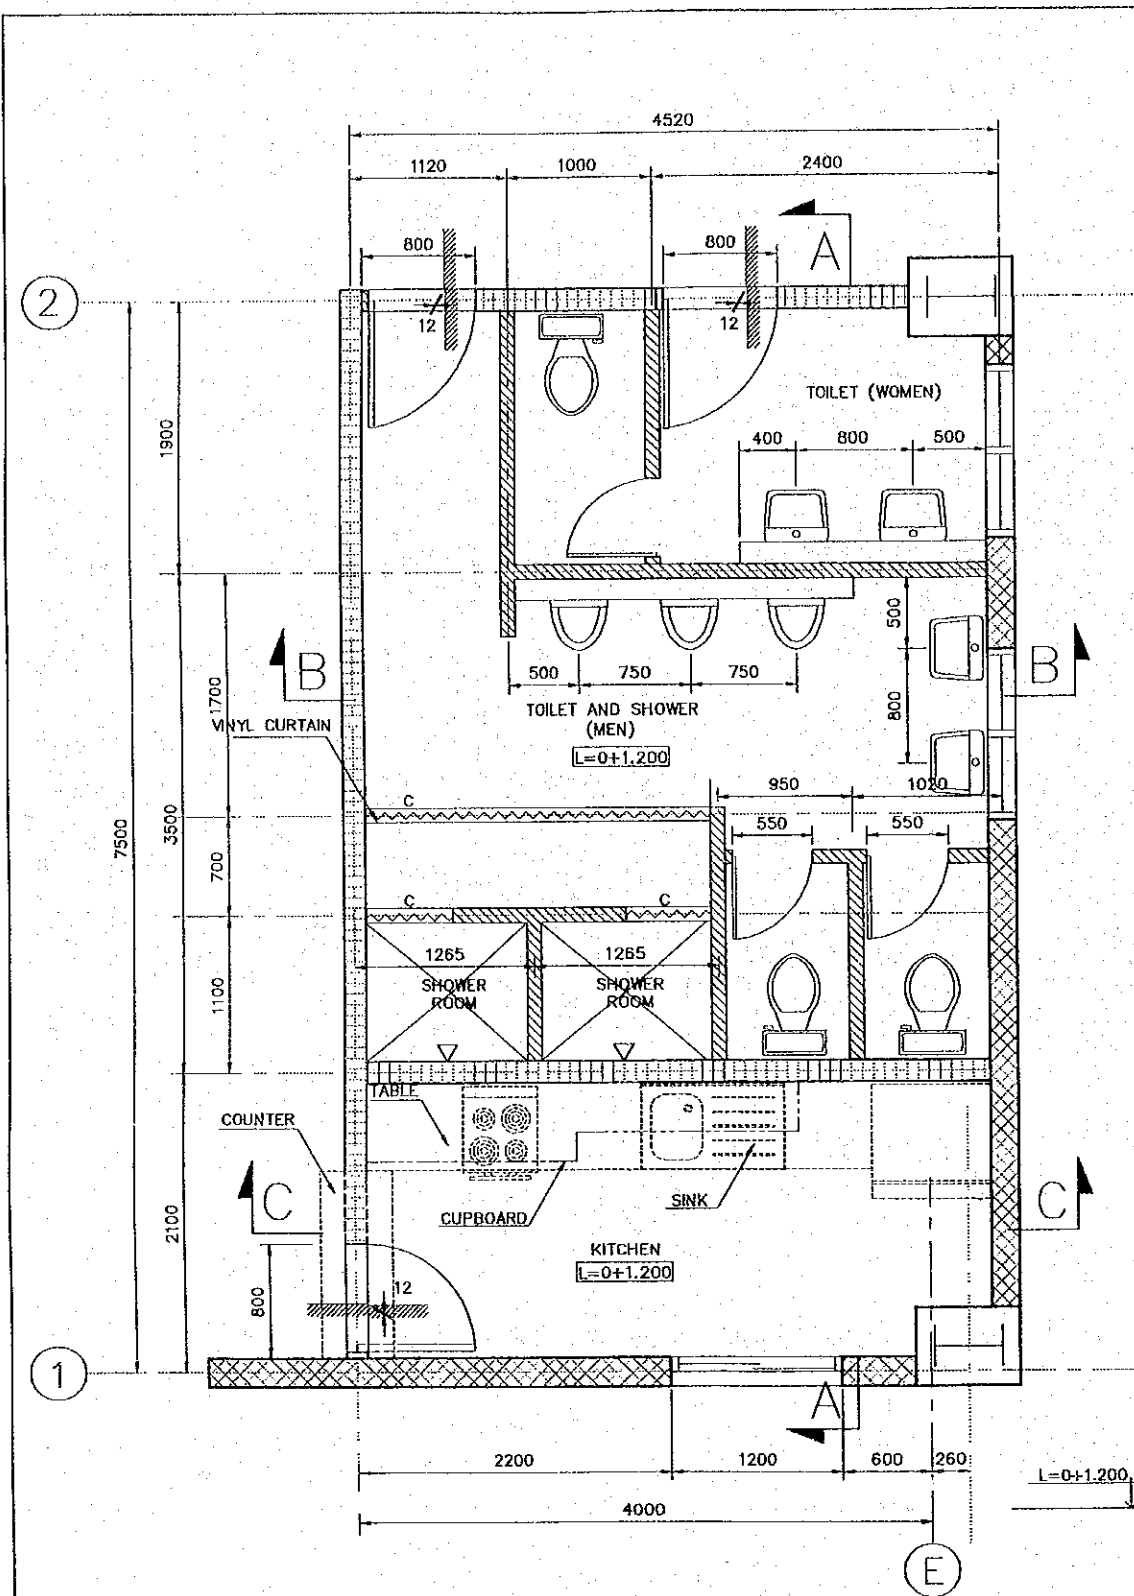 4520
1120 1000 2400
A
800 800
2
12 12
TOILET (WOMEN)
1900
400 800 500
500
B B
500 750 750
1700
800
TOILET AND SHOWER
(MEN)
VINYL CURTAIN
L=0+1.200
950 1020
C
7500
3500
550 550
700
C C
1265 1265
SHOWER
ROOM
SHOWER
ROOM
1100
TABLE
COUNTER
C C
SINK
CUPBOARD
2100
KITCHEN
L=0+1.200
800
12
1
A
2200 1200 600 260
L=0+1.200
4000
E